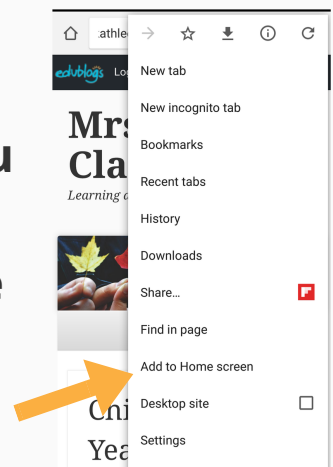 .athle
edublogs Log
New tab
New incognito tab
Mrs
Bookmarks
Cla
Recent tabs
Learning a
History
Downloads
Share...
Find in page
Add to Home screen
Desktop site
Chi
Settings
Yea